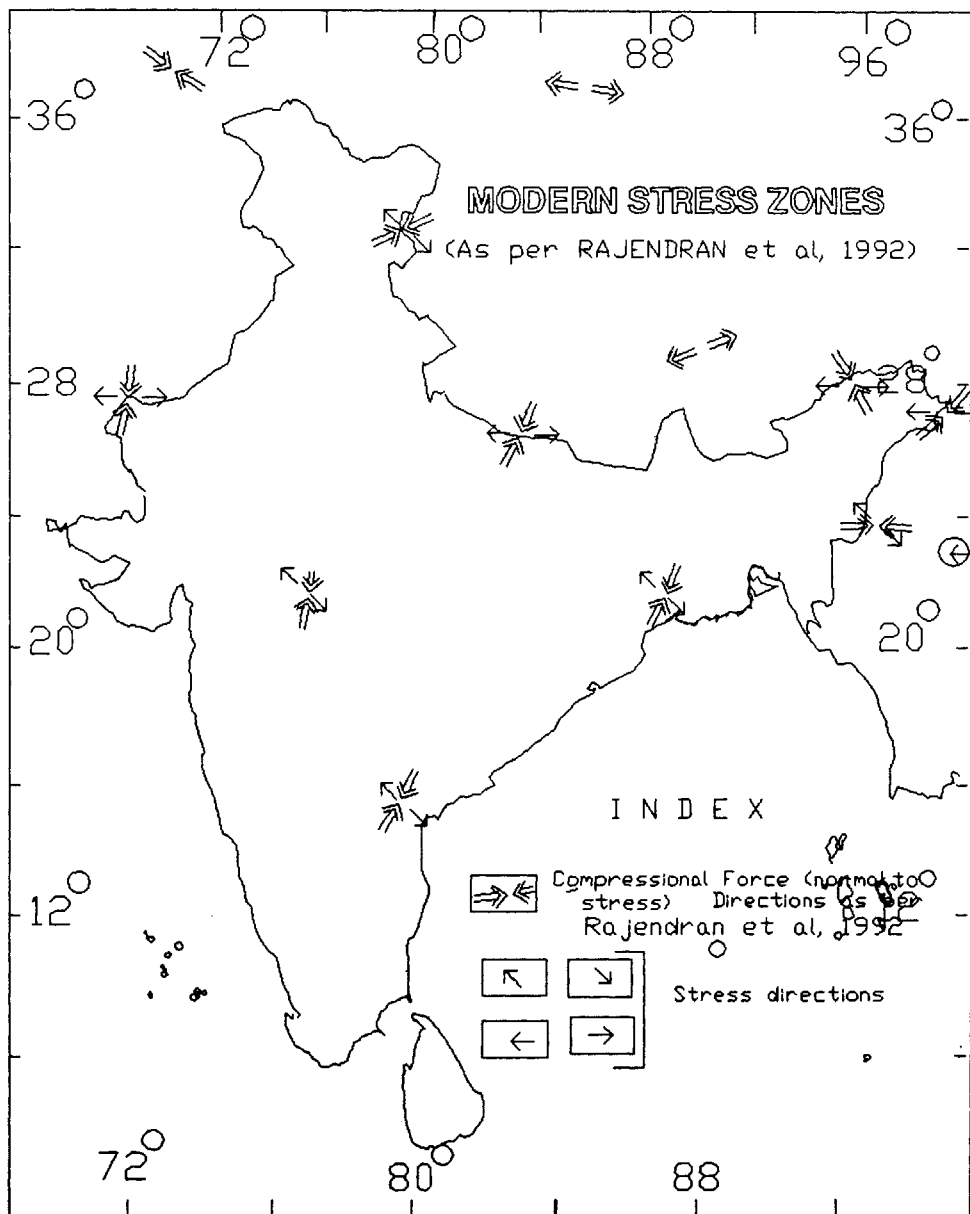 72° 80° 88° 96°
36° 36°
MODERN STRESS ZONES
(As per RAJENDRAN et al, 1992)
28
20° 20°
I N D E X
Compressional Force (normal to
stress) Directions as per
Rajendran et al, 1992
12°
Stress directions
72° 80° 88